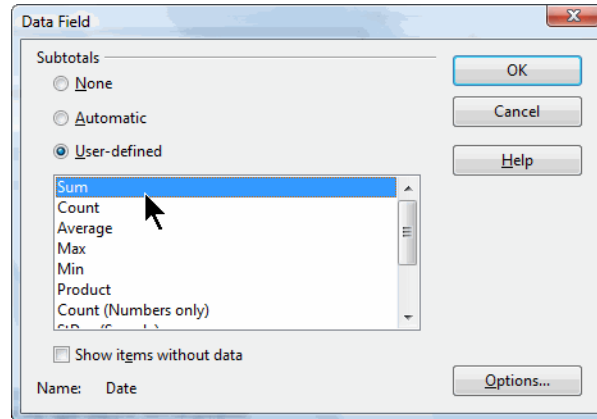 Data Field
Subtotals
None
Automatic
User-defined
Sum
Count
Average
Max
Min
Product
Count (Numbers only)
Show items without data
Name: Date
OK
Cancel
Help
Options...